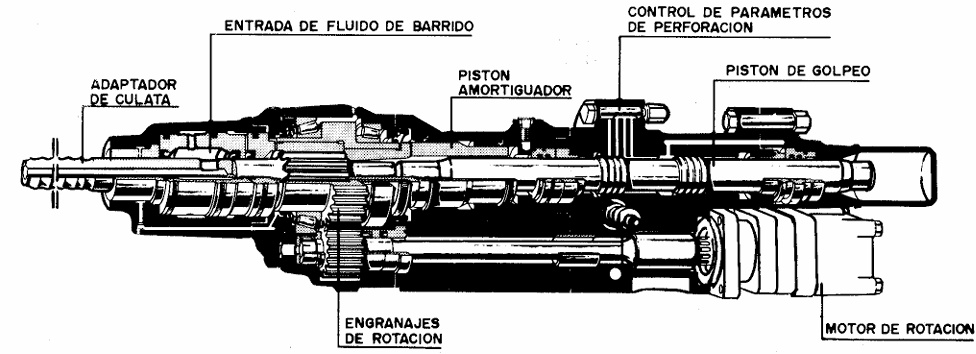 CONTROL DE PARAMETROS
DE PERFORACION
ENTRADA DE FLUIDO DE BARRIDO
PISTON DE GOLPEO
PISTON
AMORTIGUADOR
ADAPTADOR
DE CULATA
ENGRANAJES
DE ROTACION
MOTOR DE ROTACION